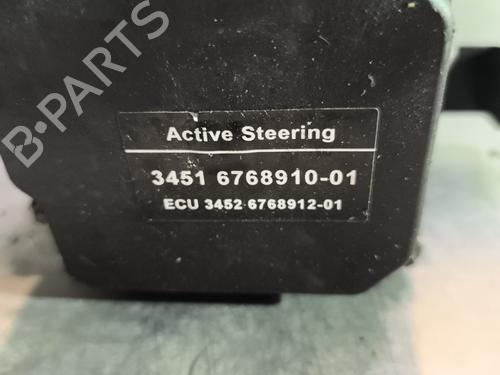 B-PARTS
Active Steering
3451 6768910-01
ECU 3452 6768912-01